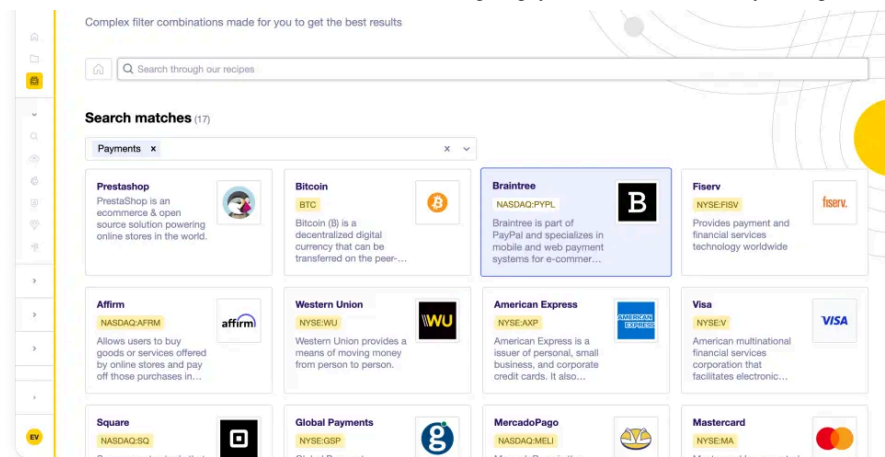 Complex filter combinations made for you to get the best results
Search through our recipes
Search matches (17)
Payments x
x
Prestashop
PrestaShop is an
ecommerce & open
source solution powering
online stores in the world.
Bitcoin
BTC
Bitcoin (₿) is a
decentralized digital
currency that can be
transferred on the peer-...
Braintree
NASDAQ:PYPL
Braintree is part of
PayPal and specializes in
mobile and web payment
systems for e-commer...
B
Fiserv
NYSE:FISV
Provides payment and
financial services
technology worldwide
fiserv.
Affirm
NASDAQ:AFRM
Allows users to buy
goods or services offered
by online stores and pay
off those purchases in...
affirm
Western Union
NYSE:WU
Western Union provides a
means of moving money
from person to person.
WU
American Express
NYSE:AXP
American Express is a
issuer of personal, small
business, and corporate
credit cards. It also...
AMERICAN
EXPRESS
Visa
NYSE:V
American multinational
financial services
corporation that
facilitates electronic...
VISA
Square
NASDAQ:SQ
Global Payments
NYSE:GSP
g
MercadoPago
NASDAQ:MELI
Mastercard
NYSE:MA
EV